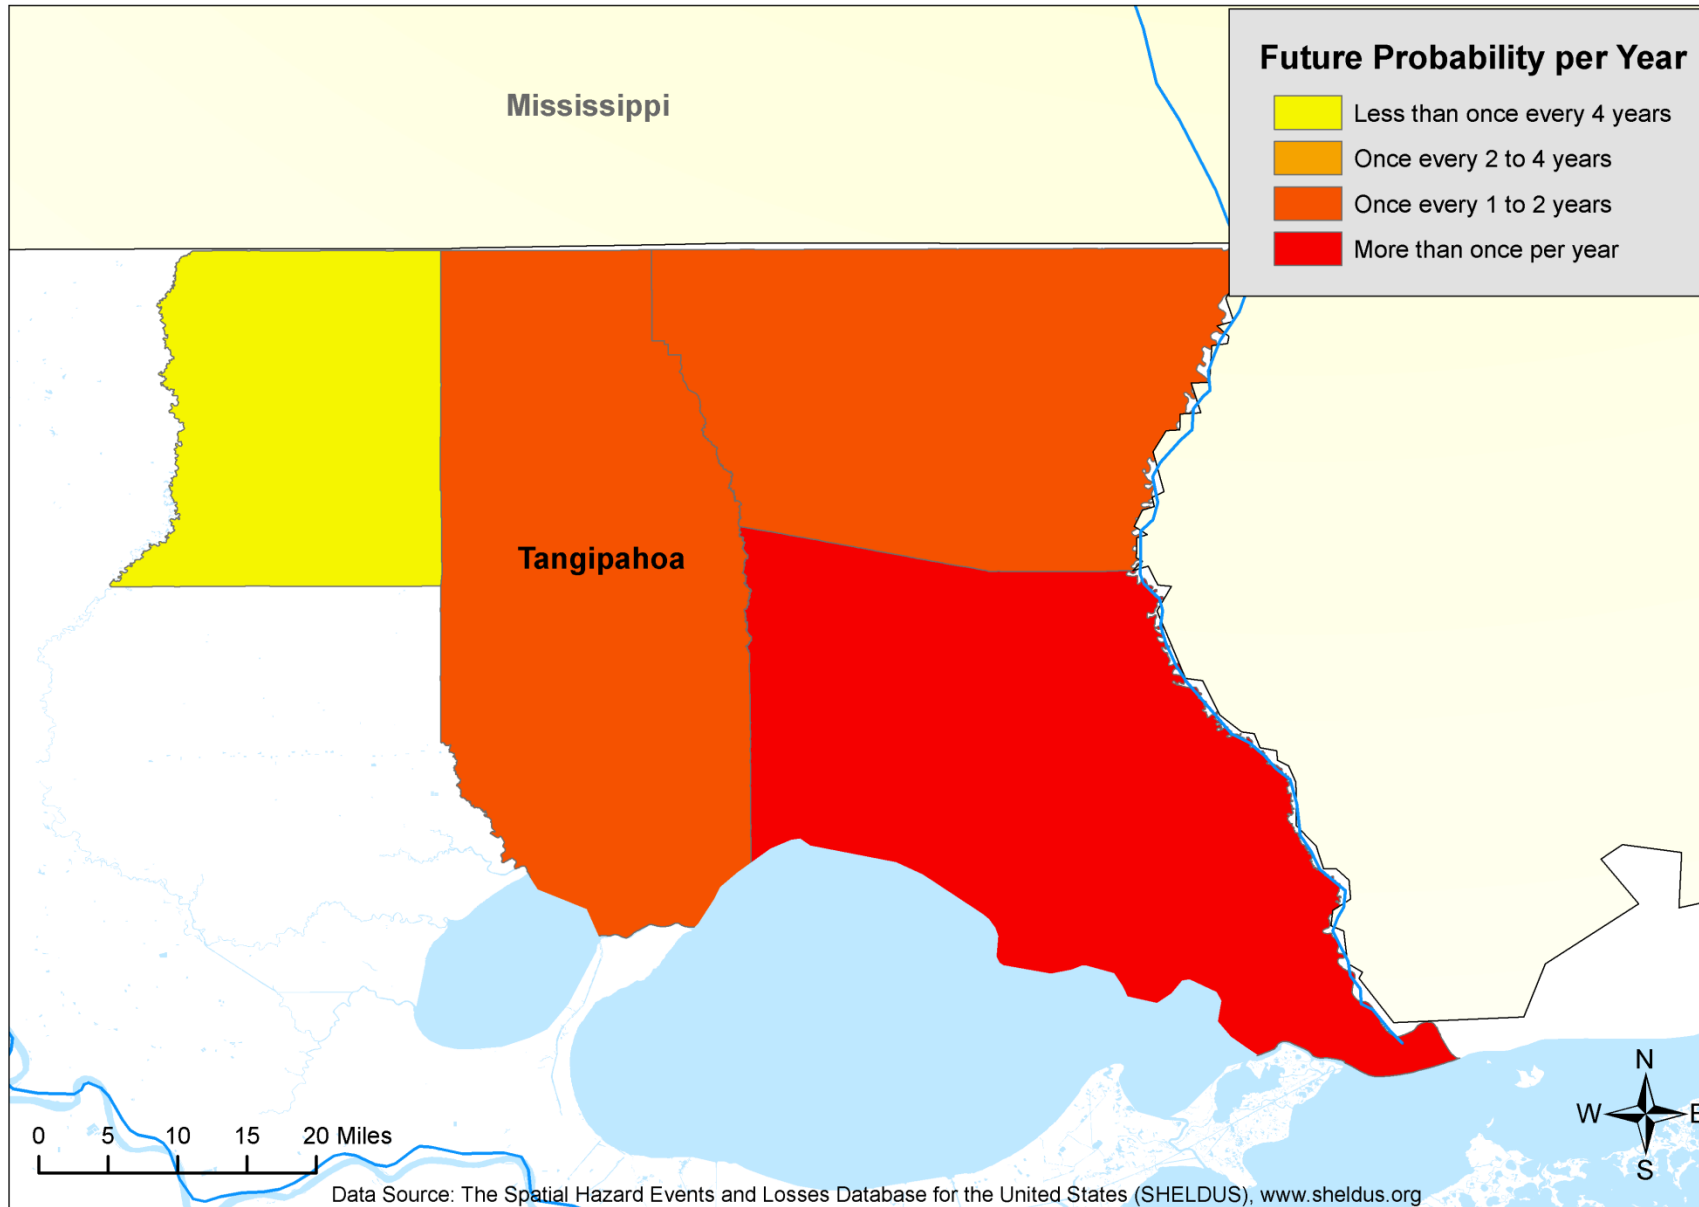 Future Probability per Year
Less than once every 4 years
Once every 2 to 4 years
Once every 1 to 2 years
More than once per year
Mississippi
Tangipahoa
N
W E
S
0 5 10 15 20 Miles
Data Source: The Spatial Hazard Events and Losses Database for the United States (SHELDUS), www.sheldus.org